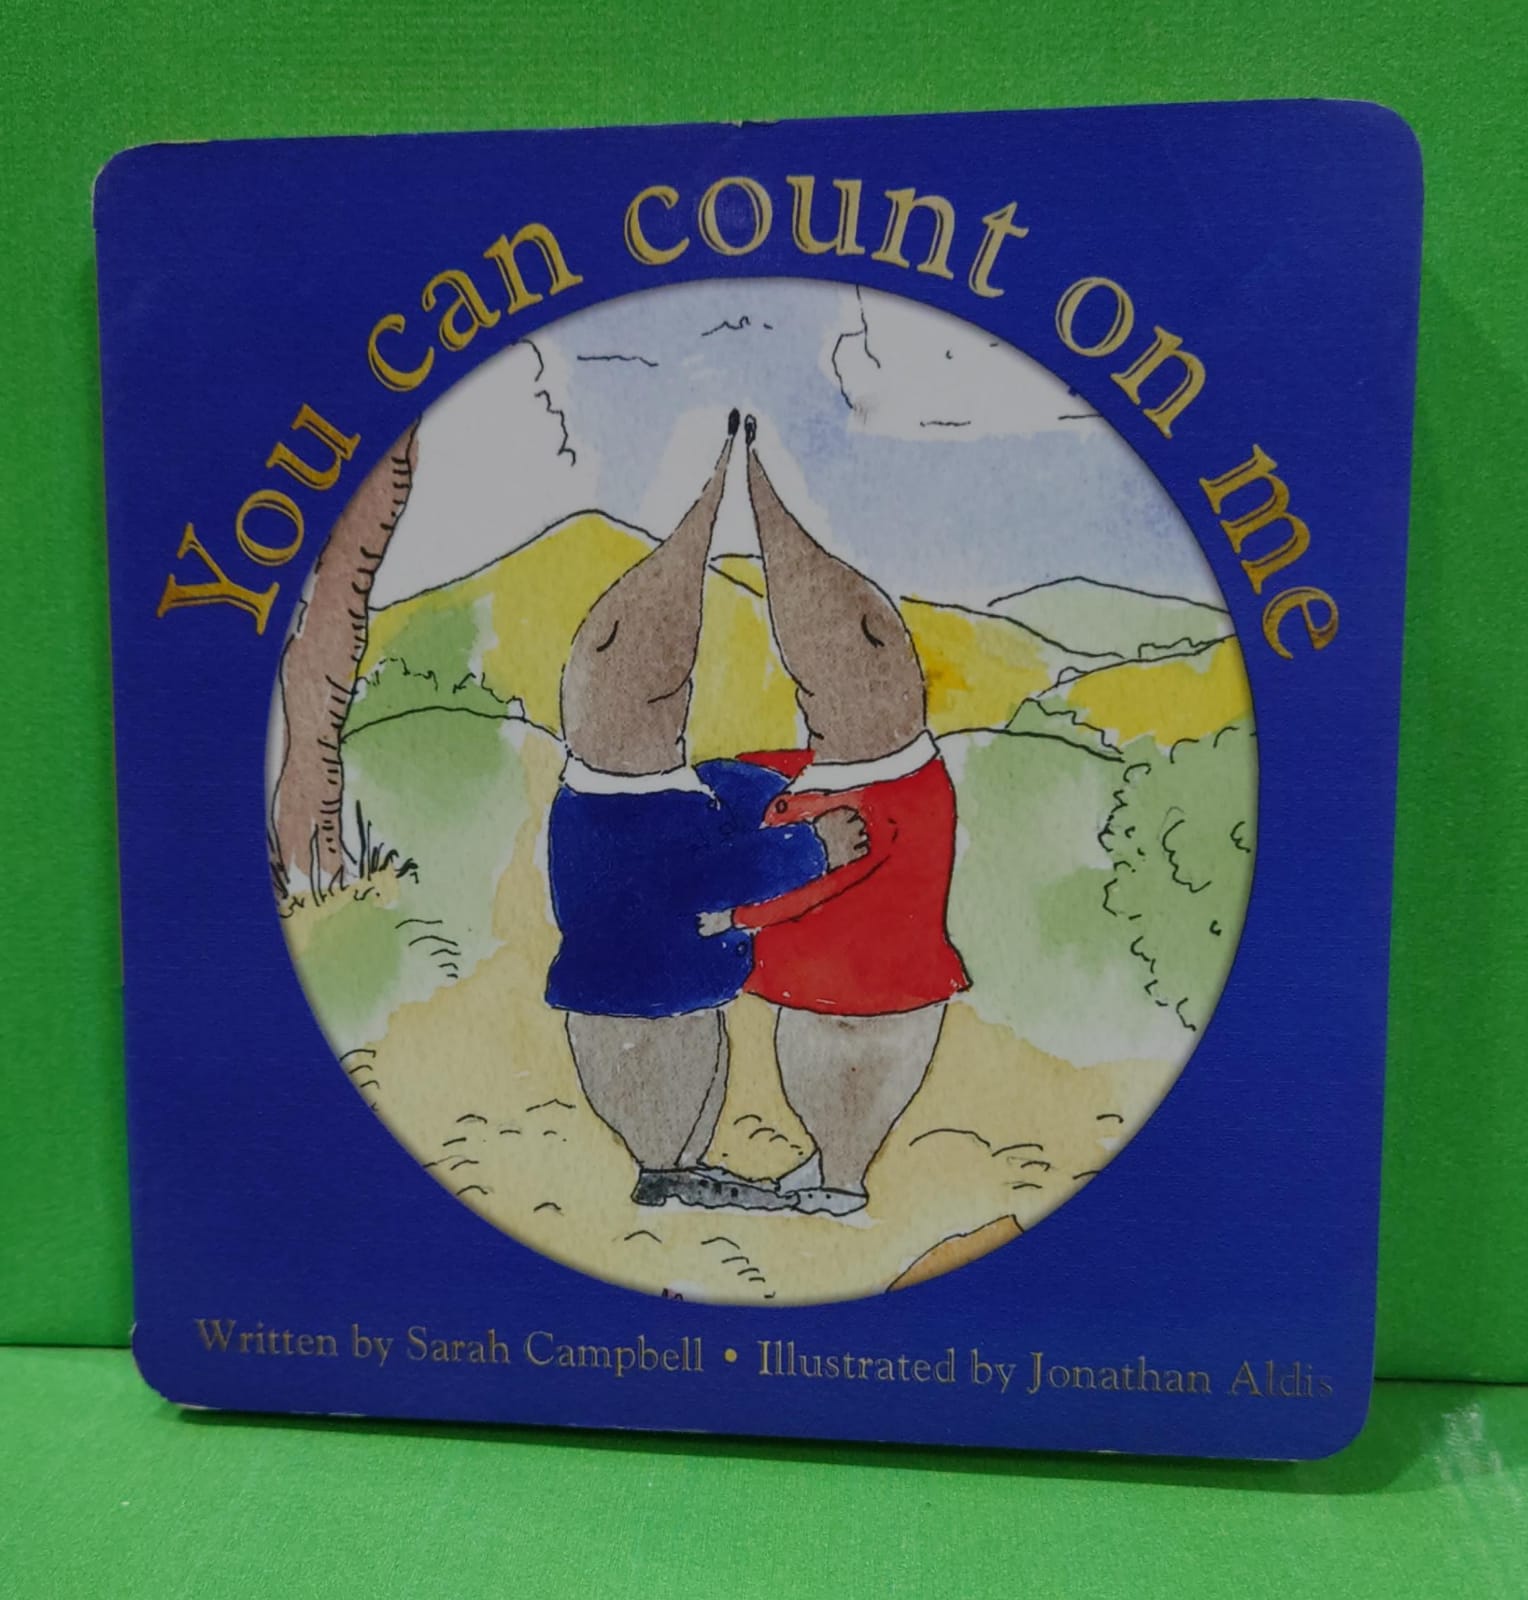 You can count on me
Written by Sarah Campbell • Illustrated by Jonathan Aldis